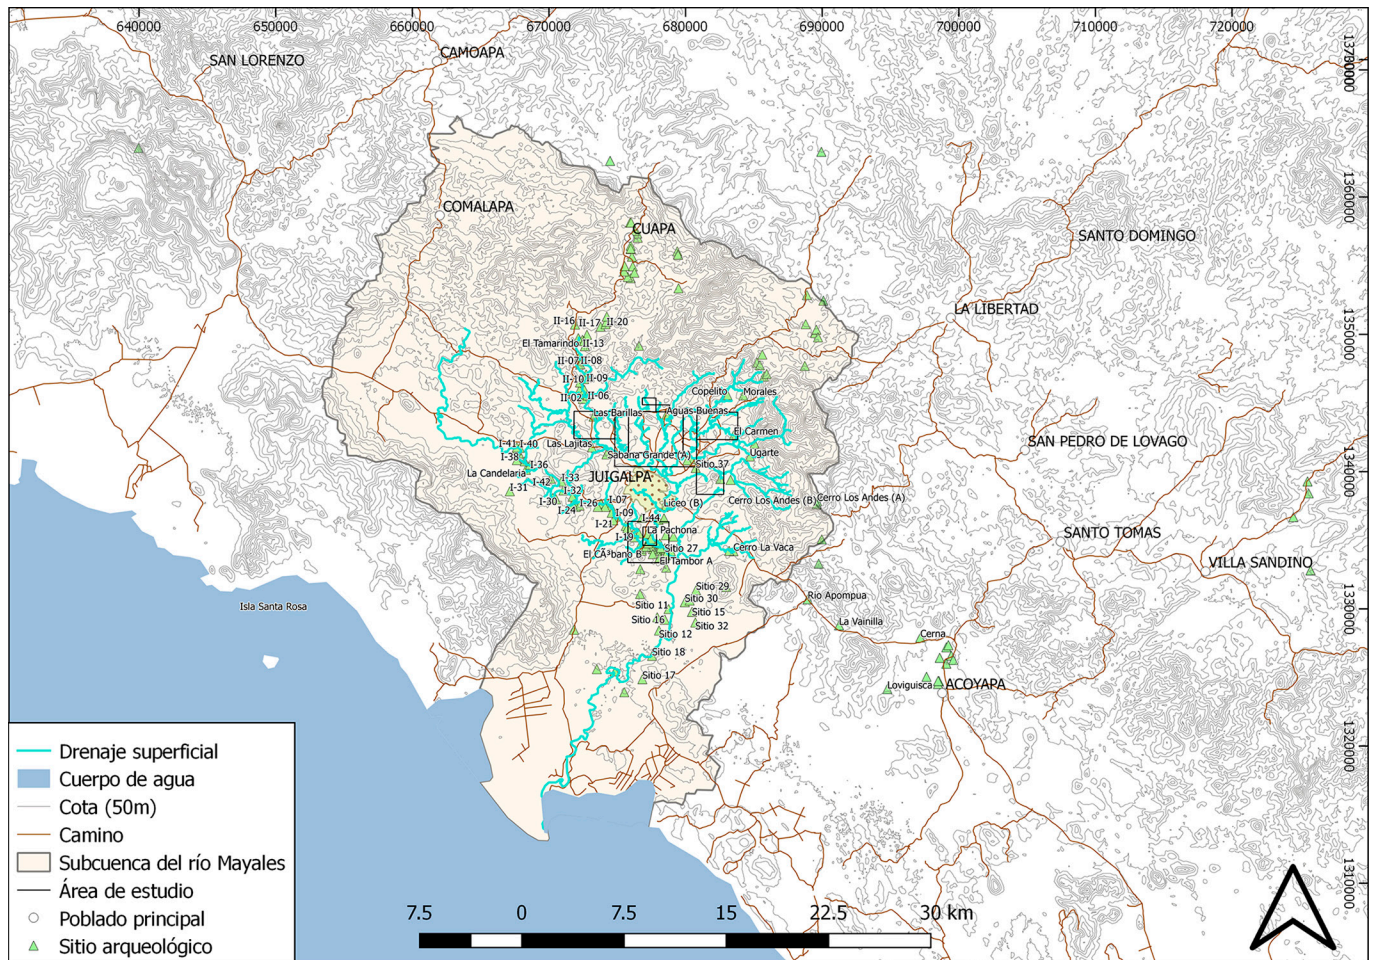 640000 650000 660000 670000 680000 690000 700000 710000 720000
1370000
1360000
1350000
1340000
1330000
1320000
1310000
SAN LORENZO
CAMOAPA
COMALAPA
CUAPA
SANTO DOMINGO
LA LIBERTAD
II-16
II-17
II-20
El Tamarindo
II-13
II-07
II-08
II-10
II-09
II-02
II-06
Copelito
Morales
Las Barillas
Aguas Buenas
El Carmen
SAN PEDRO DE LOVAGO
I-41
I-40
Las Lajitas
I-38
Sabana Grande (A)
Ugarte
I-36
Sitio 37
La Candelaria
I-42
I-33
JUIGALPA
I-31
I-32
I-30
I-26
I-07
Liceo (B)
Cerro Los Andes (B)
Cerro Los Andes (A)
I-24
I-09
I-44
I-21
La Pachona
SANTO TOMAS
I-19
Sitio 27
Cerro La Vaca
El CÃ³bano B
El Tambor A
VILLA SANDINO
Isla Santa Rosa
Sitio 29
Sitio 11
Sitio 30
Rio Apompua
Sitio 16
Sitio 15
Sitio 12
Sitio 32
La Vainilla
Cerna
Sitio 18
Sitio 17
Loviguisca
ACOYAPA
Drenaje superficial
Cuerpo de agua
Cota (50m)
Camino
Subcuenca del río Mayales
Área de estudio
Poblado principal
Sitio arqueológico
7.5 0 7.5 15 22.5 30 km